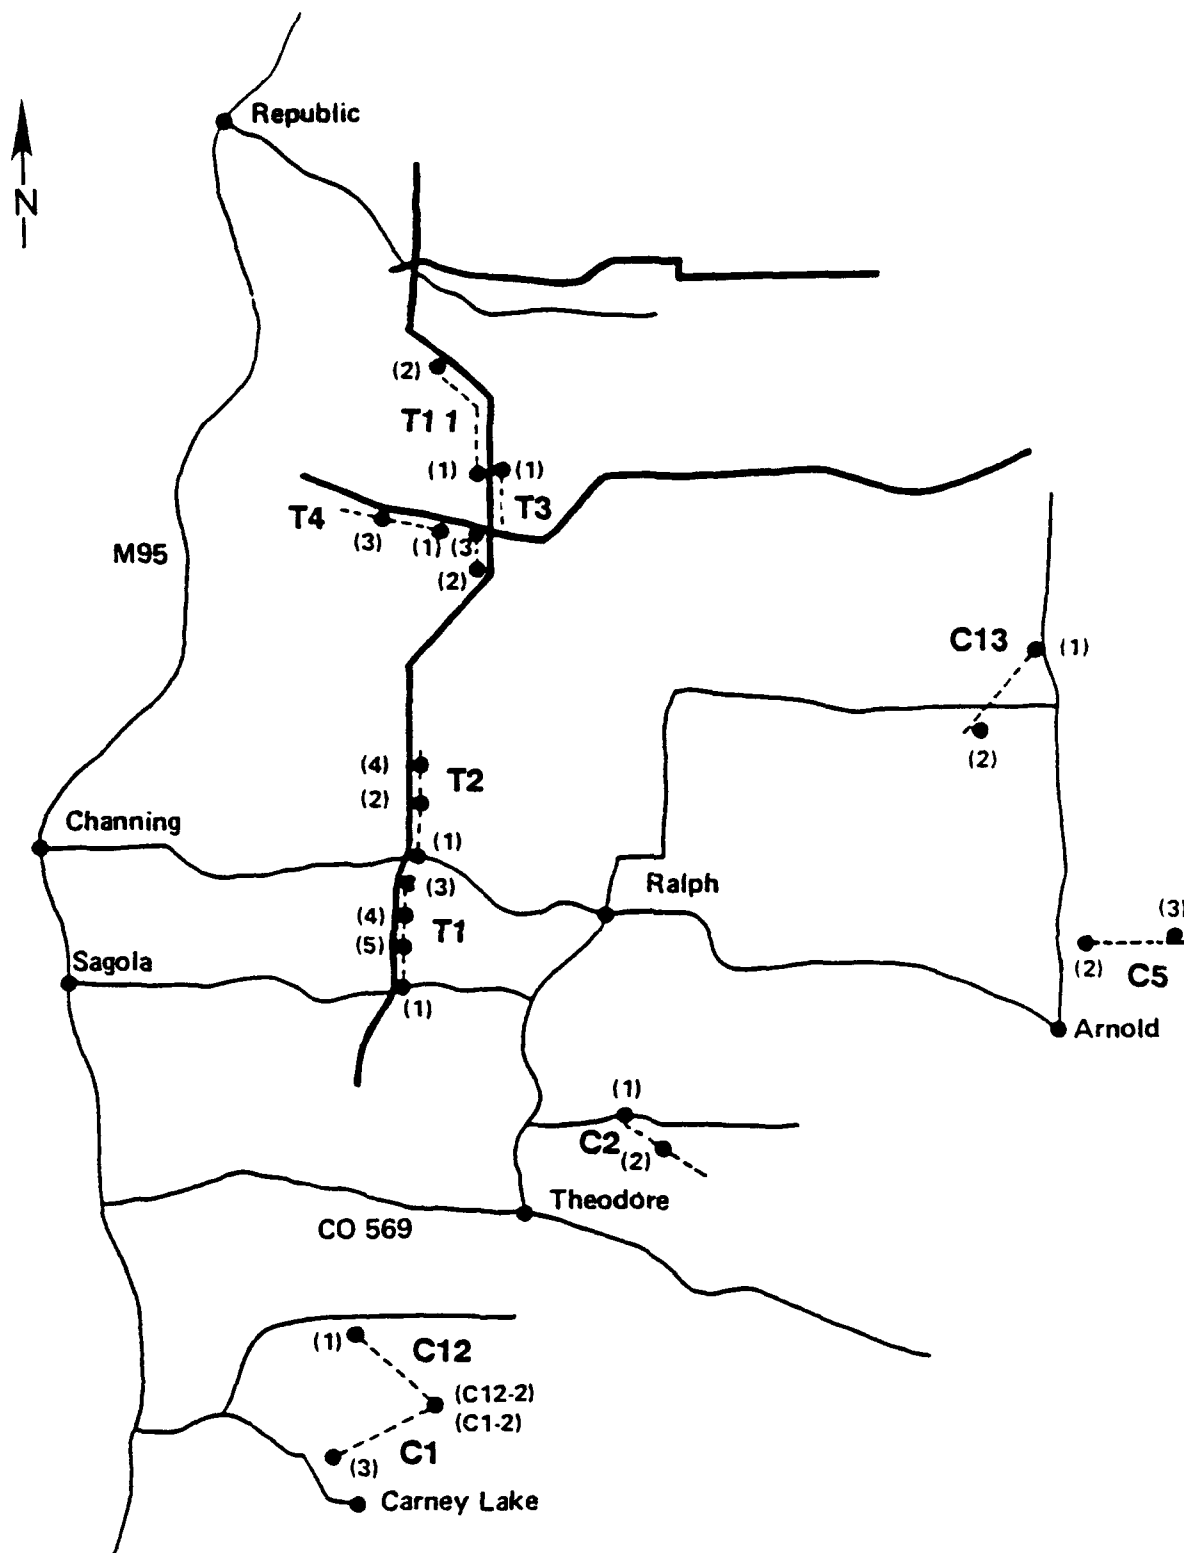 Republic
N
(2)
T11
(1)
(1)
T3
T4
(3)
(1)
(3)
(2)
M95
C13
(1)
(2)
(4)
T2
(2)
Channing
(1)
Ralph
(3)
(4)
T1
(5)
(3)
(2)
C5
Sagola
(1)
Arnold
(1)
C2
(2)
Theodore
CO 569
(1)
C12
(C12-2)
(C1-2)
C1
(3)
Carney Lake